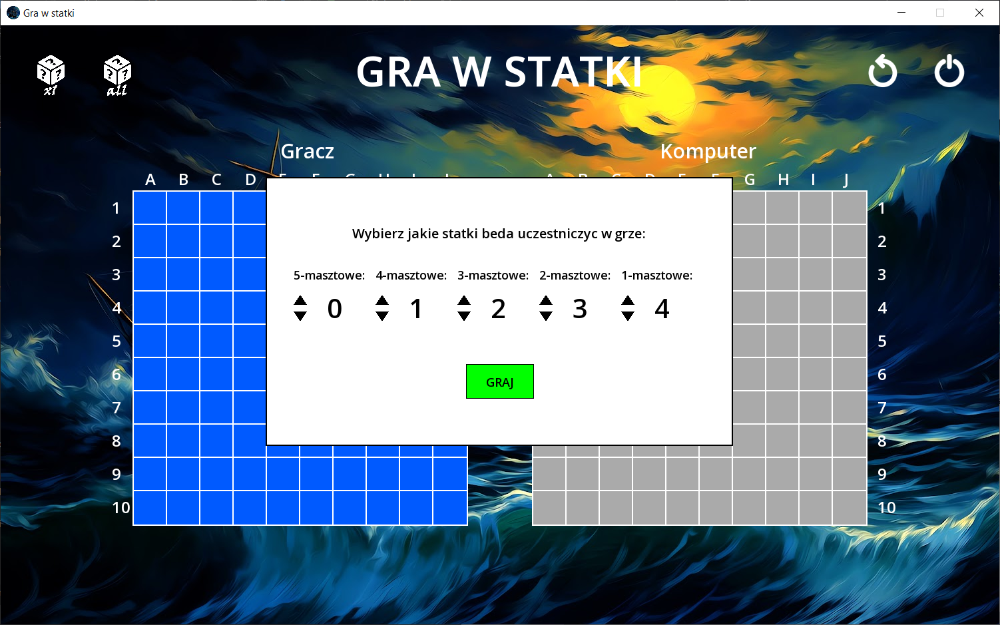 Gra w statki
x1 all GRA W STATKI
Gracz Komputer
A B C D E F G H I J A B C D E F G H I J
1 1
2 2
Wybierz jakie statki beda uczestniczyc w grze:
3 3
5-masztowe: 4-masztowe: 3-masztowe: 2-masztowe: 1-masztowe:
4 0 1 2 3 4 4
5 5
6 GRAJ 6
7 7
8 8
9 9
10 10